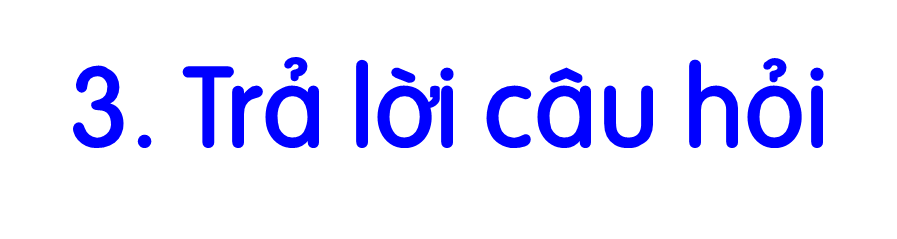 3. Trả lời câu hỏi